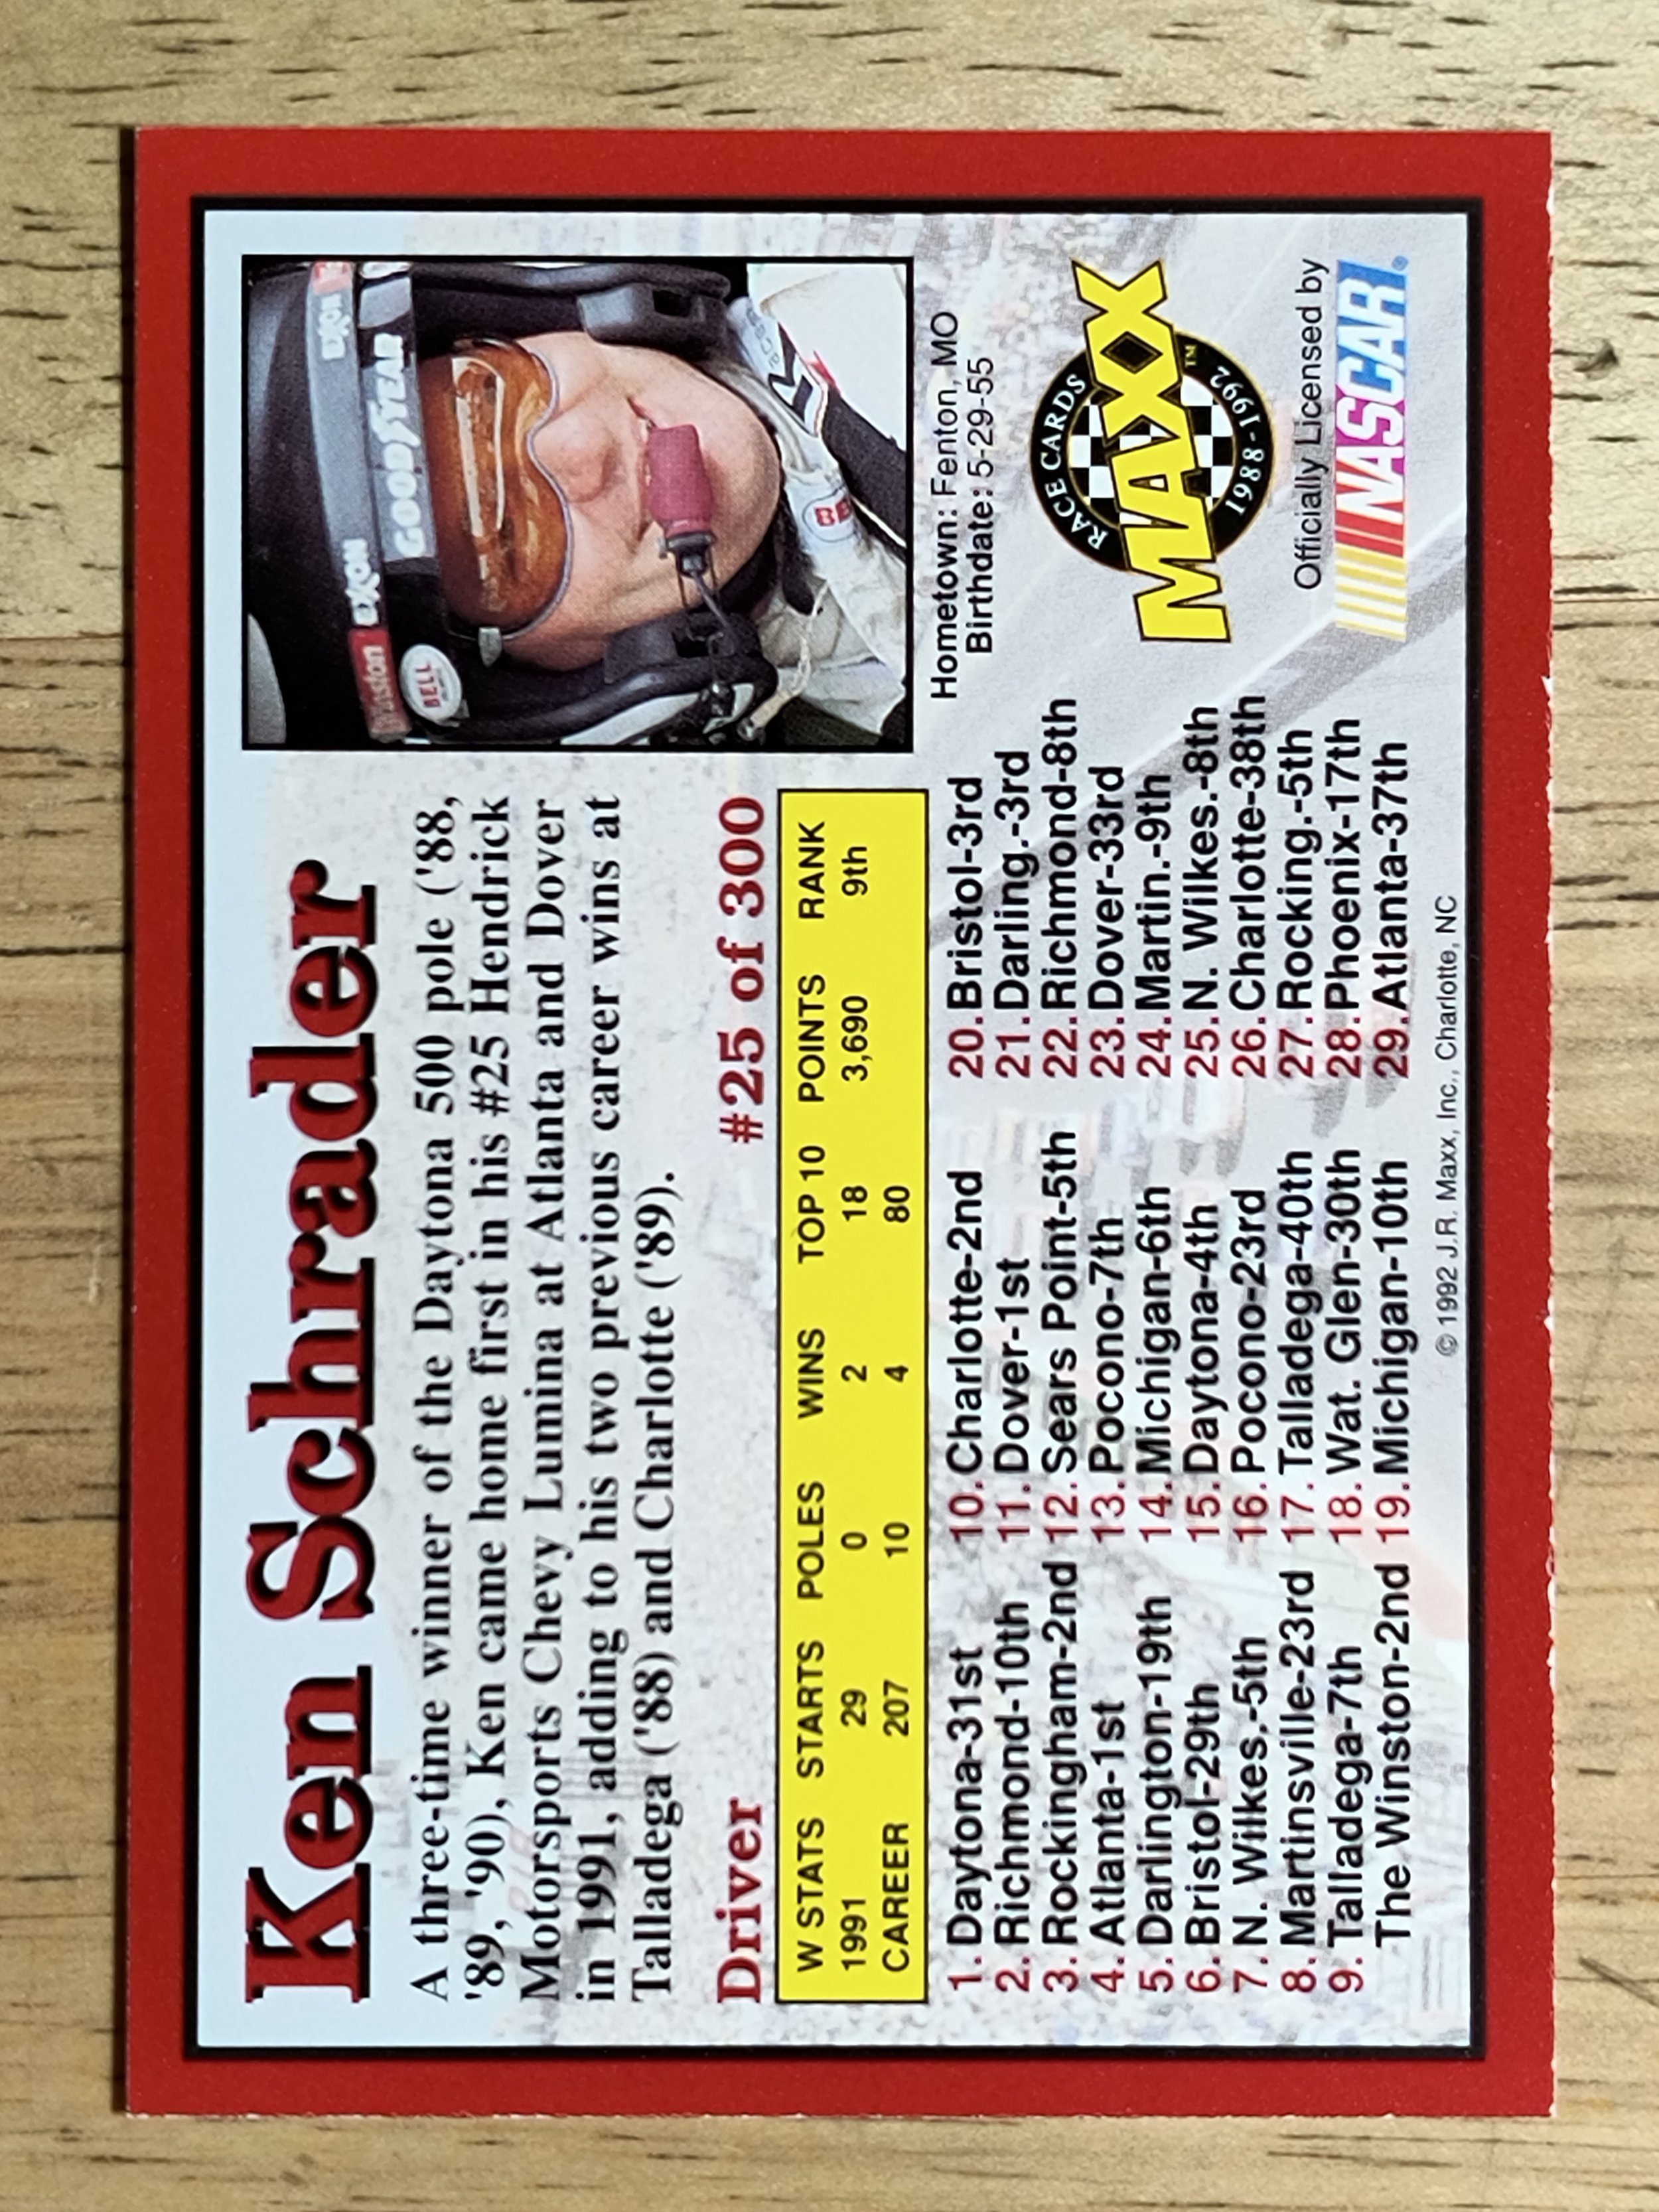 Ken Schrader
A three-time winner of the Daytona 500 pole ('88,
'89, '90), Ken came home first in his #25 Hendrick
Motorsports Chevy Lumina at Atlanta and Dover
in 1991, adding to his two previous career wins at
Talladega ('88) and Charlotte ('89).
Driver #25 of 300
W STATS STARTS POLES WINS TOP 10 POINTS RANK
1991 29 0 2 18 3,690 9th
CAREER 207 10 4 80
1. Daytona-31st
2. Richmond-10th
3. Rockingham-2nd
4. Atlanta-1st
5. Darlington-19th
6. Bristol-29th
7. N. Wilkes.-5th
8. Martinsville-23rd
9. Talladega-7th
The Winston-2nd
10. Charlotte-2nd
11. Dover-1st
12. Sears Point-5th
13. Pocono-7th
14. Michigan-6th
15. Daytona-4th
16. Pocono-23rd
17. Talladega-40th
18. Wat. Glen-30th
19. Michigan-10th
20. Bristol-3rd
21. Darling.-3rd
22. Richmond-8th
23. Dover-33rd
24. Martin.-9th
25. N. Wilkes.-8th
26. Charlotte-38th
27. Rocking.-5th
28. Phoenix-17th
29. Atlanta-37th
Winston EXXON EXXON
BELL GOODYEAR
Hometown: Fenton, MO
Birthdate: 5-29-55
RACE CARDS
MAXX™
1988-1992
Officially Licensed by
NASCAR®
© 1992 J.R. Maxx, Inc., Charlotte, NC